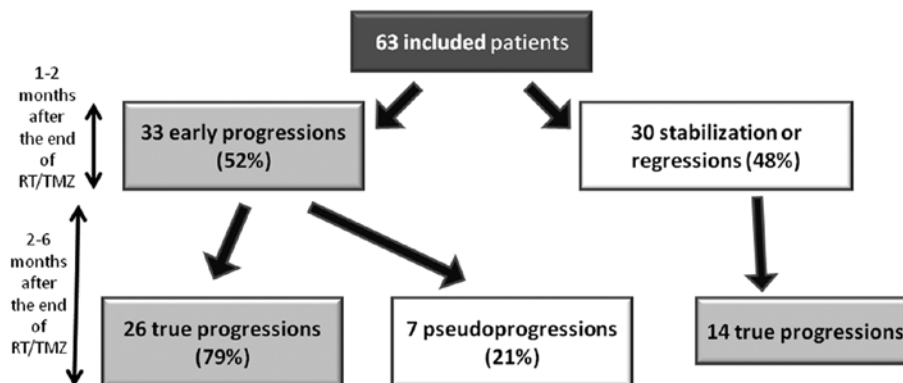 63 included patients
1-2
months
after
the end
of
RT/TMZ
33 early progressions
(52%)
30 stabilization or
regressions (48%)
2-6
months
after
the end
of
RT/TMZ
26 true progressions
(79%)
7 pseudoprogressions
(21%)
14 true progressions